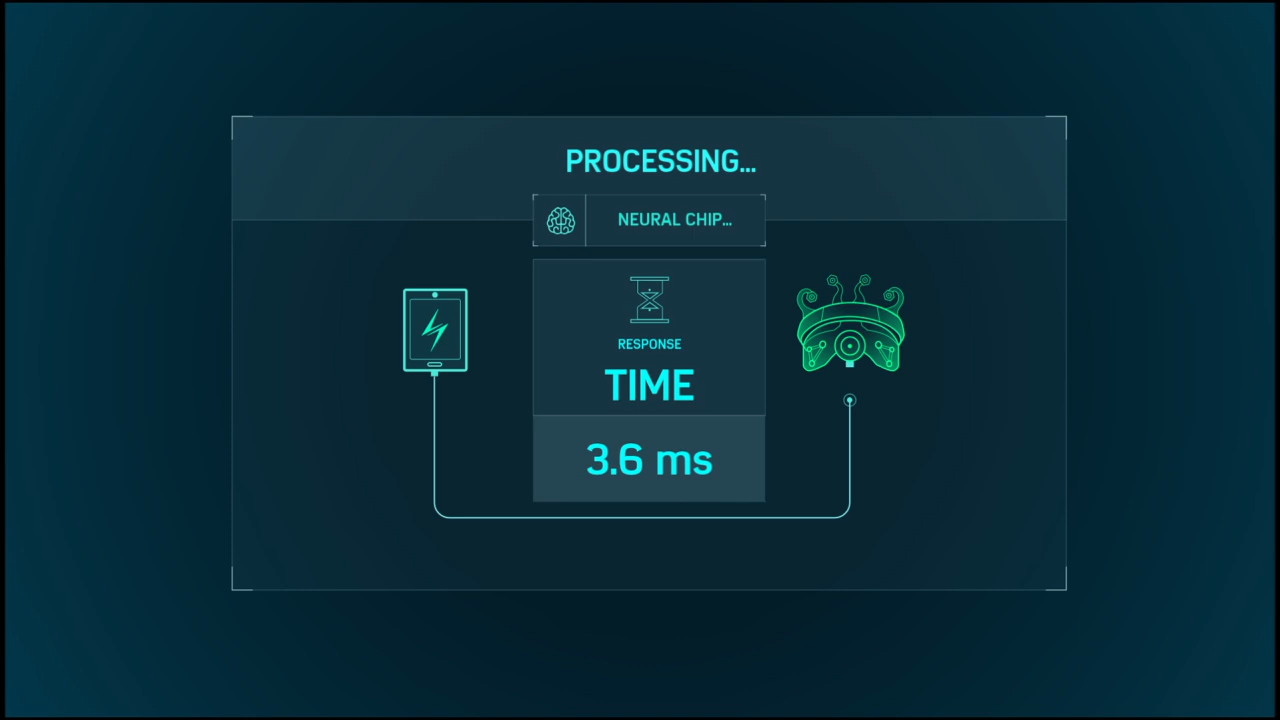 PROCESSING...
NEURAL CHIP...
RESPONSE
TIME
3.6 ms